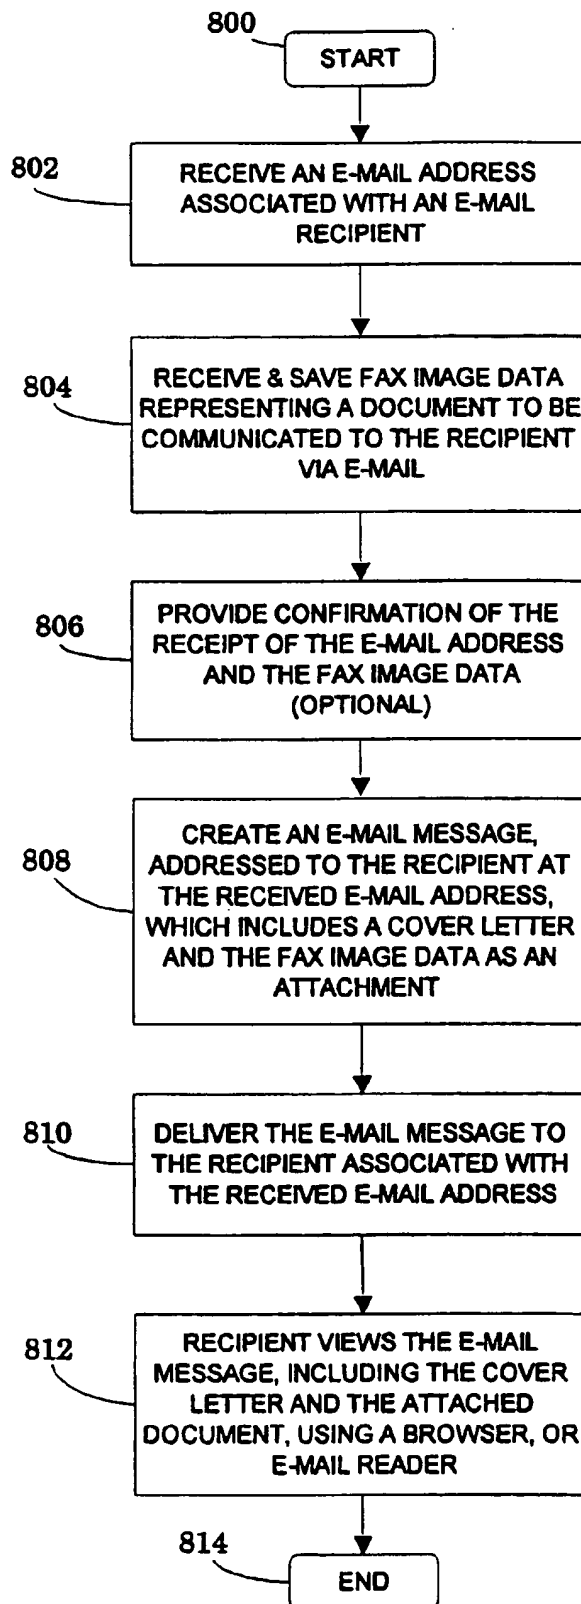 800
START
802
RECEIVE AN E-MAIL ADDRESS
ASSOCIATED WITH AN E-MAIL
RECIPIENT
804
RECEIVE & SAVE FAX IMAGE DATA
REPRESENTING A DOCUMENT TO BE
COMMUNICATED TO THE RECIPIENT
VIA E-MAIL
806
PROVIDE CONFIRMATION OF THE
RECEIPT OF THE E-MAIL ADDRESS
AND THE FAX IMAGE DATA
(OPTIONAL)
808
CREATE AN E-MAIL MESSAGE,
ADDRESSED TO THE RECIPIENT AT
THE RECEIVED E-MAIL ADDRESS,
WHICH INCLUDES A COVER LETTER
AND THE FAX IMAGE DATA AS AN
ATTACHMENT
810
DELIVER THE E-MAIL MESSAGE TO
THE RECIPIENT ASSOCIATED WITH
THE RECEIVED E-MAIL ADDRESS
812
RECIPIENT VIEWS THE E-MAIL
MESSAGE, INCLUDING THE COVER
LETTER AND THE ATTACHED
DOCUMENT, USING A BROWSER, OR
E-MAIL READER
814
END